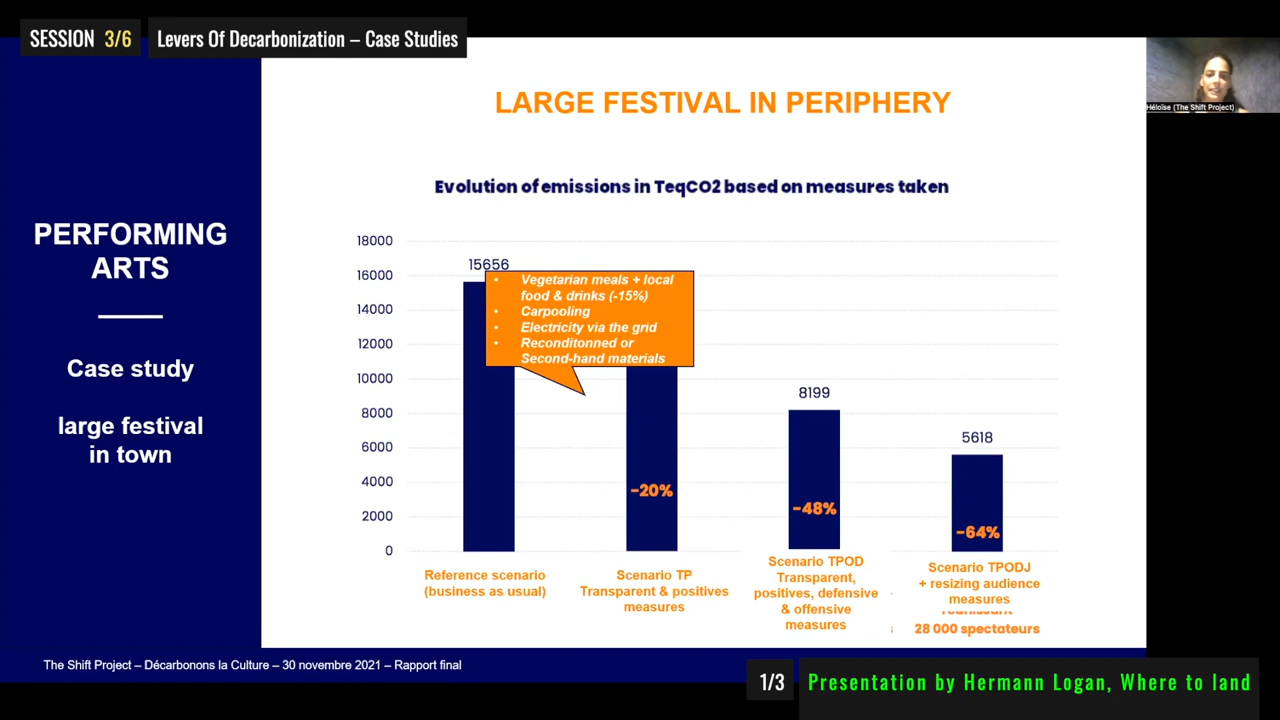 SESSION 3/6
Levers Of Decarbonization – Case Studies
Héloïse (The Shift Project)
LARGE FESTIVAL IN PERIPHERY
PERFORMING
ARTS
Case study
large festival
in town
Evolution of emissions in TeqCO2 based on measures taken
18000
16000
14000
12000
10000
8000
6000
4000
2000
0
15656
• Vegetarian meals + local
food & drinks (-15%)
• Carpooling
• Electricity via the grid
• Reconditonned or
Second-hand materials
8199
5618
-20%
-48%
-64%
Reference scenario
(business as usual)
Scenario TP
Transparent & positives
measures
Scenario TPOD
Transparent,
positives, defensive
& offensive
measures
Scenario TPODJ
+ resizing audience
measures
28 000 spectateurs
The Shift Project – Décarbonons la Culture – 30 novembre 2021 – Rapport final
1/3
Presentation by Hermann Logan, Where to land